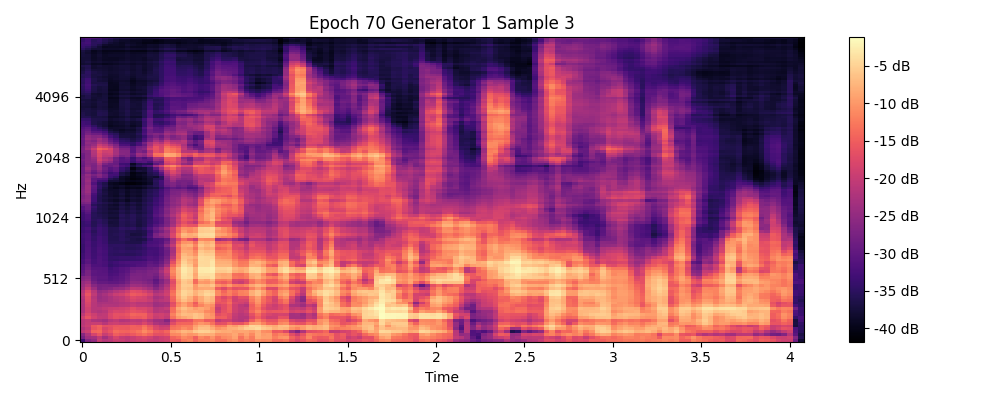 Epoch 70 Generator 1 Sample 3
Hz
4096
2048
1024
512
0
0 0.5 1 1.5 2 2.5 3 3.5 4
Time
-5 dB
-10 dB
-15 dB
-20 dB
-25 dB
-30 dB
-35 dB
-40 dB